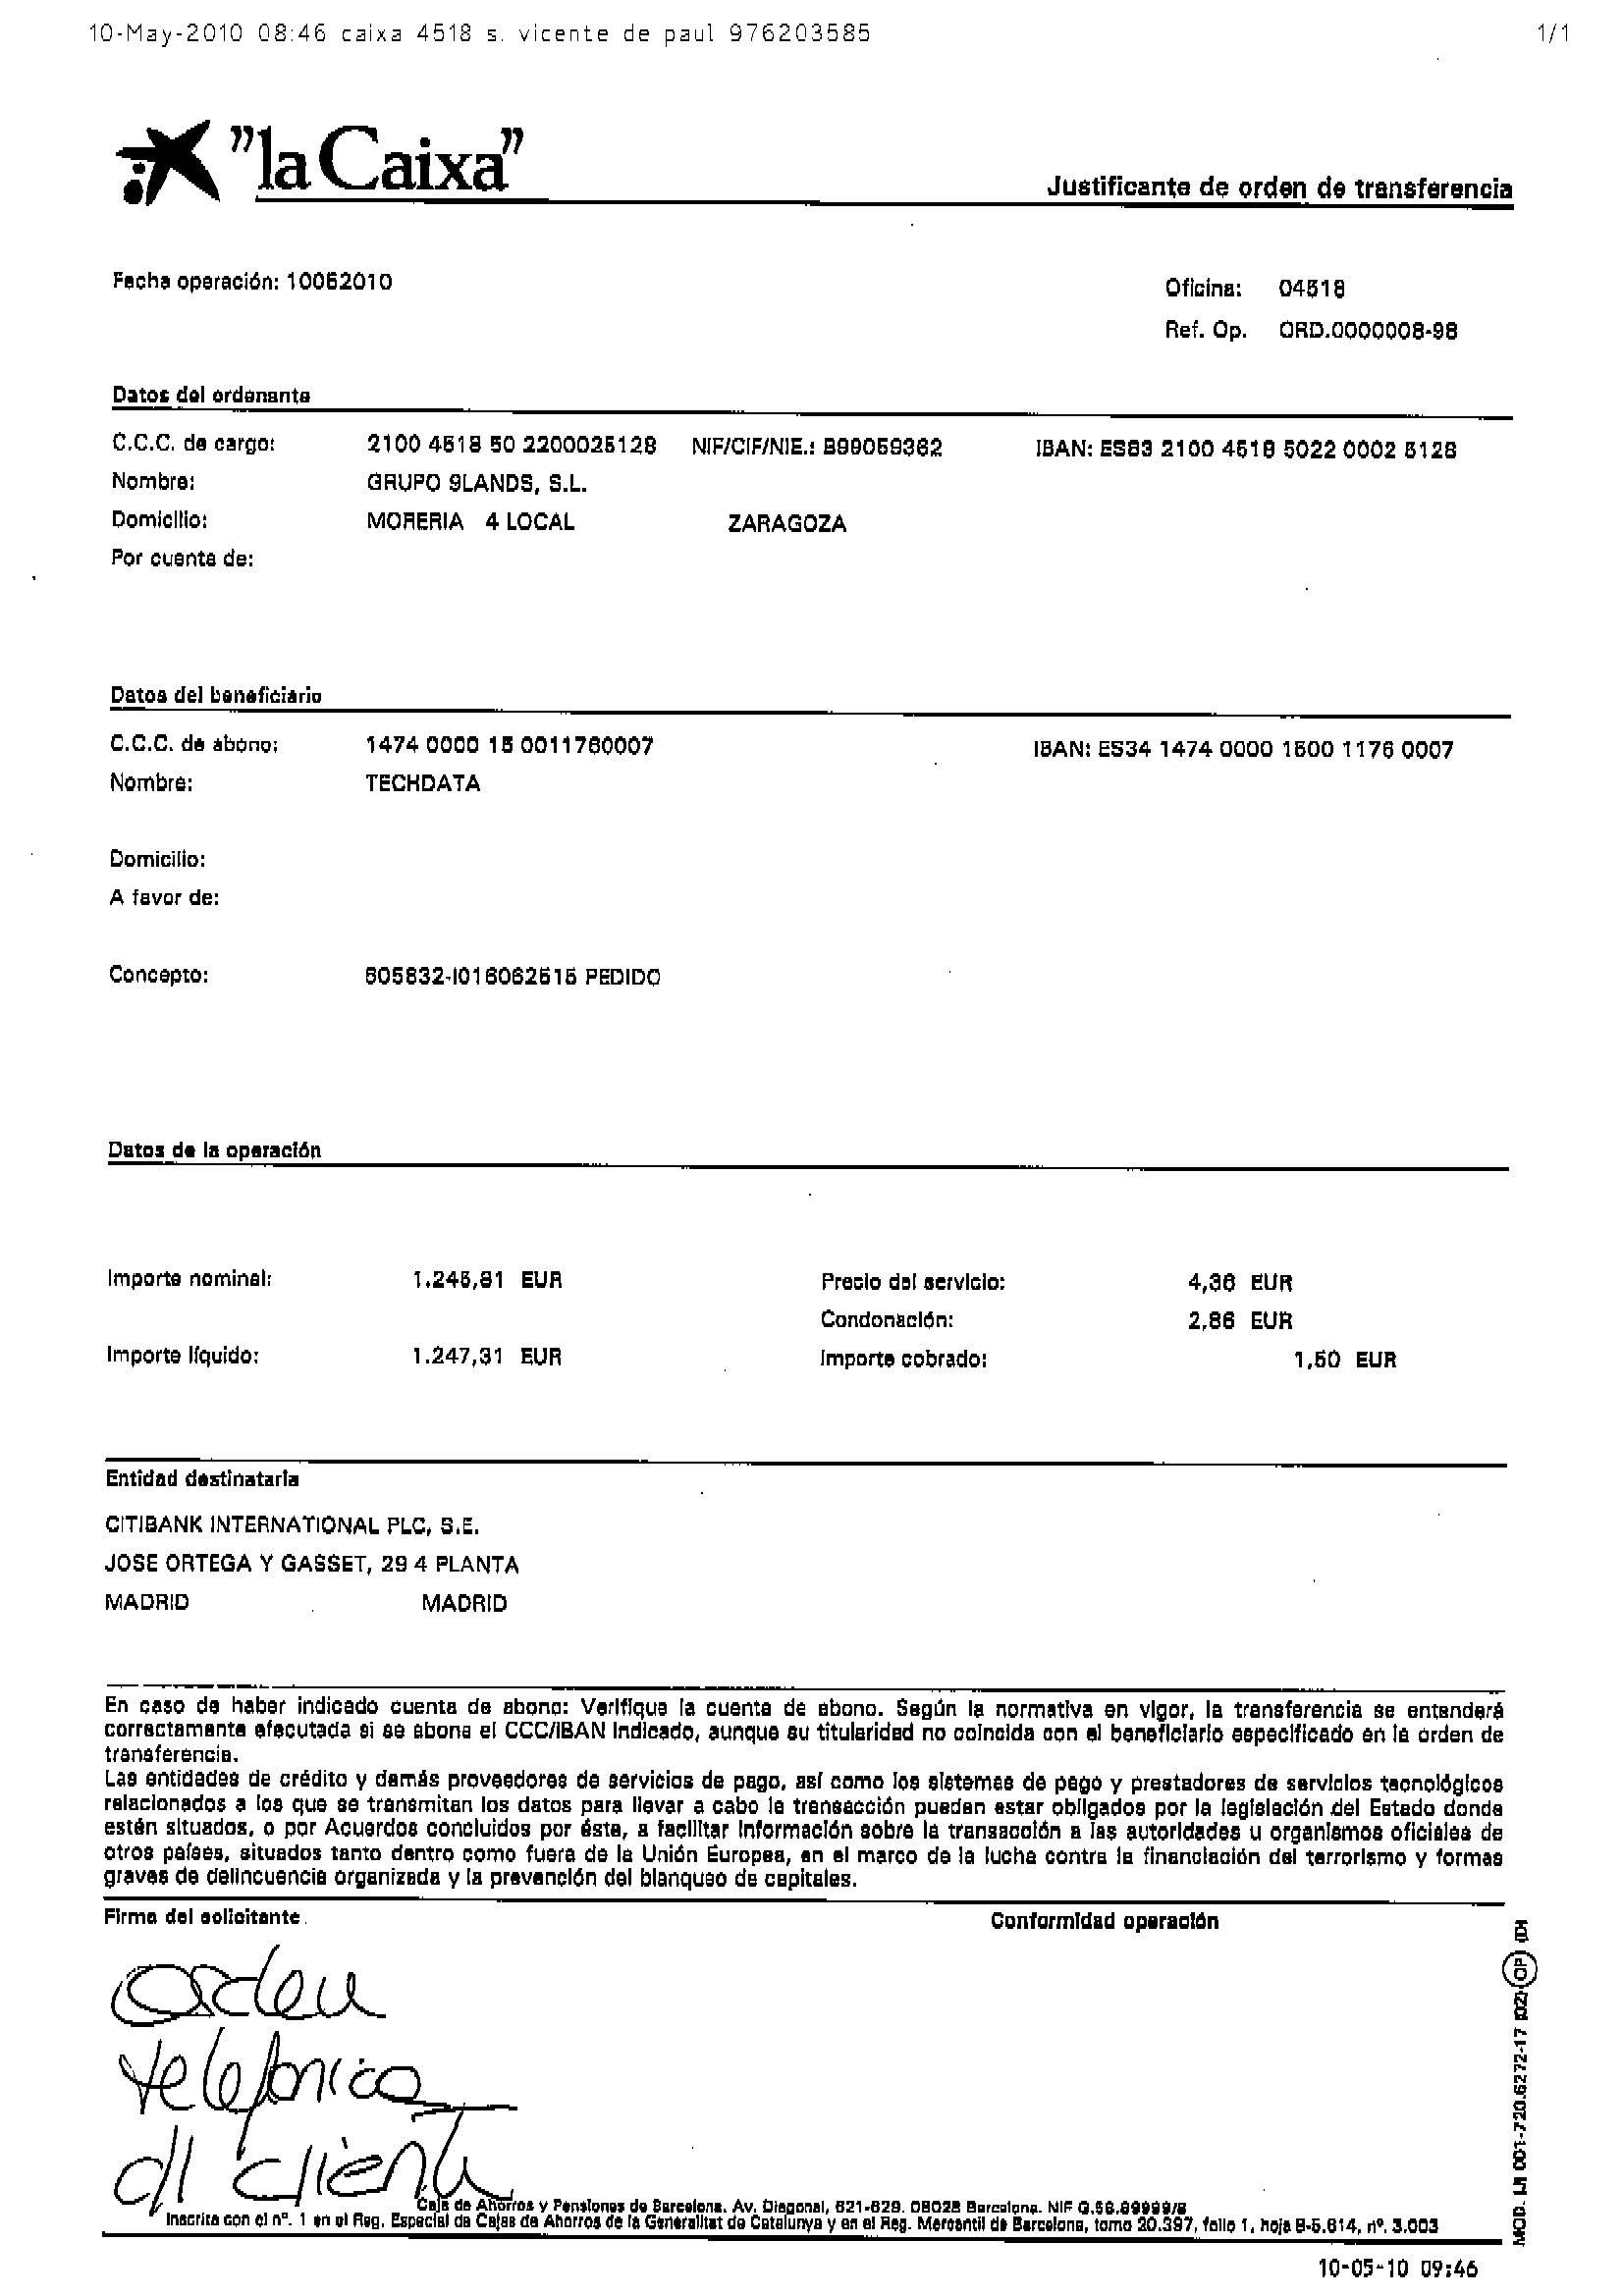 10-May-2010 08:46 caixa 4518 s. vicente de paul 976203585 1/1
"la Caixa"
Justificante de orden de transferencia
Fecha operación: 10052010
Oficina: 04518
Ref. Op. ORD.0000008-98
Datos del ordenante
C.C.C. de cargo: 2100 4518 50 2200025128 NIF/CIF/NIE.: B99059362 IBAN: ES83 2100 4518 5022 0002 5128
Nombre: GRUPO 9LANDS, S.L.
Domicilio: MORERIA 4 LOCAL ZARAGOZA
Por cuenta de:
Datos del beneficiario
C.C.C. de abono: 1474 0000 15 0011760007 IBAN: ES34 1474 0000 1500 1176 0007
Nombre: TECHDATA
Domicilio:
A favor de:
Concepto: 605832-I016062515 PEDIDO
Datos de la operación
Importe nominal: 1.245,81 EUR Precio del servicio: 4,36 EUR
Condonación: 2,86 EUR
Importe líquido: 1.247,31 EUR Importe cobrado: 1,50 EUR
Entidad destinataria
CITIBANK INTERNATIONAL PLC, S.E.
JOSE ORTEGA Y GASSET, 29 4 PLANTA
MADRID MADRID
En caso de haber indicado cuenta de abono: Verifique la cuenta de abono. Según la normativa en vigor, la transferencia se entenderá
correctamente efecutada si se abona el CCC/IBAN indicado, aunque su titularidad no coincida con el beneficiario especificado en la orden de
transferencia.
Las entidades de crédito y demás proveedores de servicios de pago, así como los sistemas de pago y prestadores de servicios tecnológicos
relacionados a los que se transmitan los datos para llevar a cabo la transacción pueden estar obligados por la legislación del Estado donde
estén situados, o por Acuerdos concluidos por éste, a facilitar información sobre la transacción a las autoridades u organismos oficiales de
otros países, situados tanto dentro como fuera de la Unión Europea, en el marco de la lucha contra la financiación del terrorismo y formas
graves de delincuencia organizada y la prevención del blanqueo de capitales.
Firma del solicitante Conformidad operación
Orden
telefonica
dl cliente
Caja de Ahorros y Pensiones de Barcelona. Av. Diagonal, 621-629. 08028 Barcelona. NIF G.58.89999/8
Inscrita con el nº. 1 en el Reg. Especial de Cajas de Ahorros de la Generalitat de Catalunya y en el Reg. Mercantil de Barcelona, tomo 20.397, folio 1, hoja B-5.614, nº. 3.003
MOD. LM 001-720.6272-17 (02) OP
10-05-10 09:46